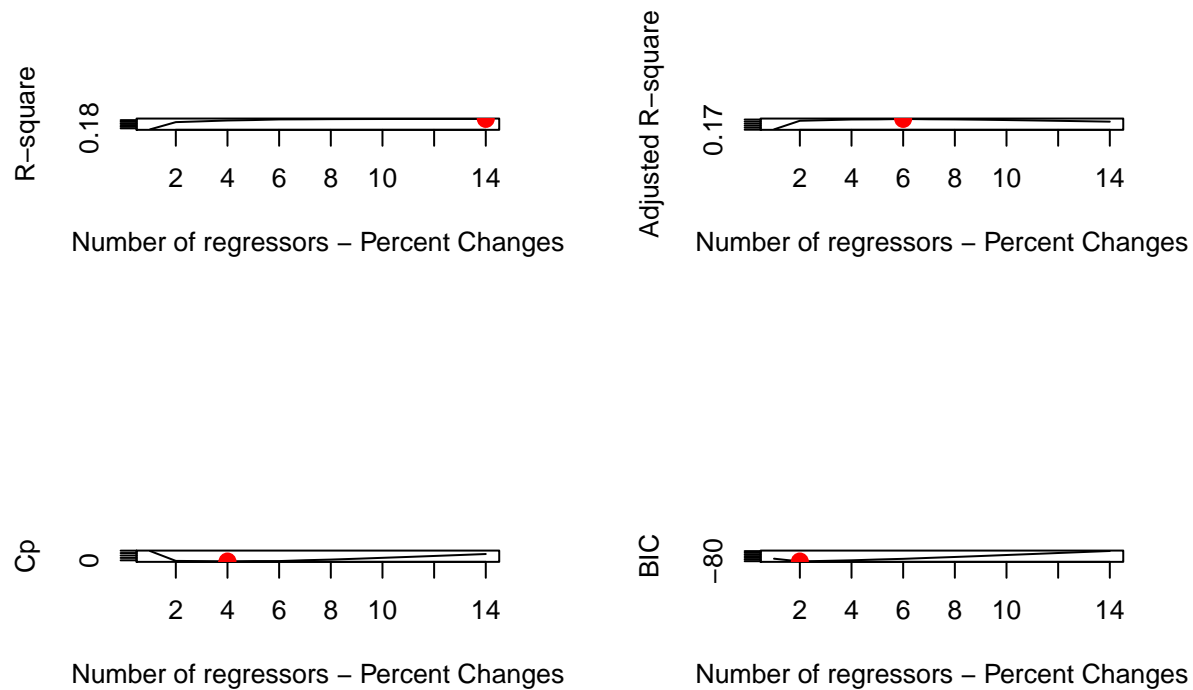 R−square
0.18
2 4 6 8 10 14
Number of regressors − Percent Changes
Adjusted R−square
0.17
2 4 6 8 10 14
Number of regressors − Percent Changes
Cp
0
2 4 6 8 10 14
Number of regressors − Percent Changes
BIC
−80
2 4 6 8 10 14
Number of regressors − Percent Changes